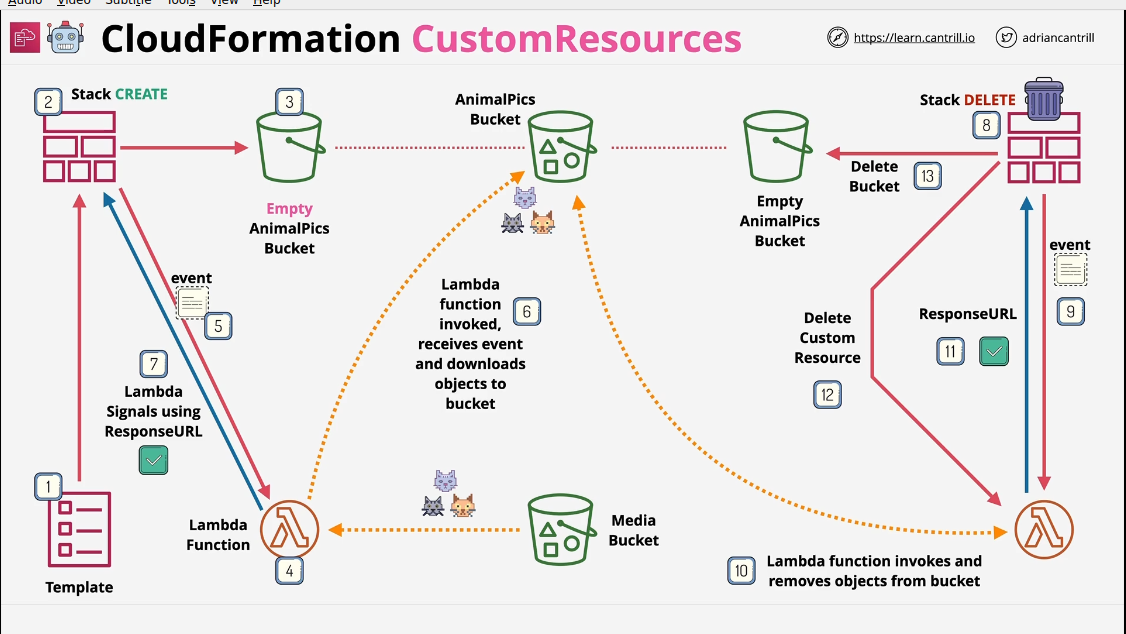 Audio Video Subtitle Tools View Help
CloudFormation CustomResources
https://learn.cantrill.io
adriancantrill
2
Stack CREATE
3
AnimalPics
Bucket
Stack DELETE
8
Delete
Bucket
13
Empty
AnimalPics
Bucket
Empty
AnimalPics
Bucket
event
5
event
9
Lambda
function
invoked,
receives event
and downloads
objects to
bucket
6
ResponseURL
11
Delete
Custom
Resource
12
7
Lambda
Signals using
ResponseURL
1
Template
Lambda
Function
4
Media
Bucket
10
Lambda function invokes and
removes objects from bucket